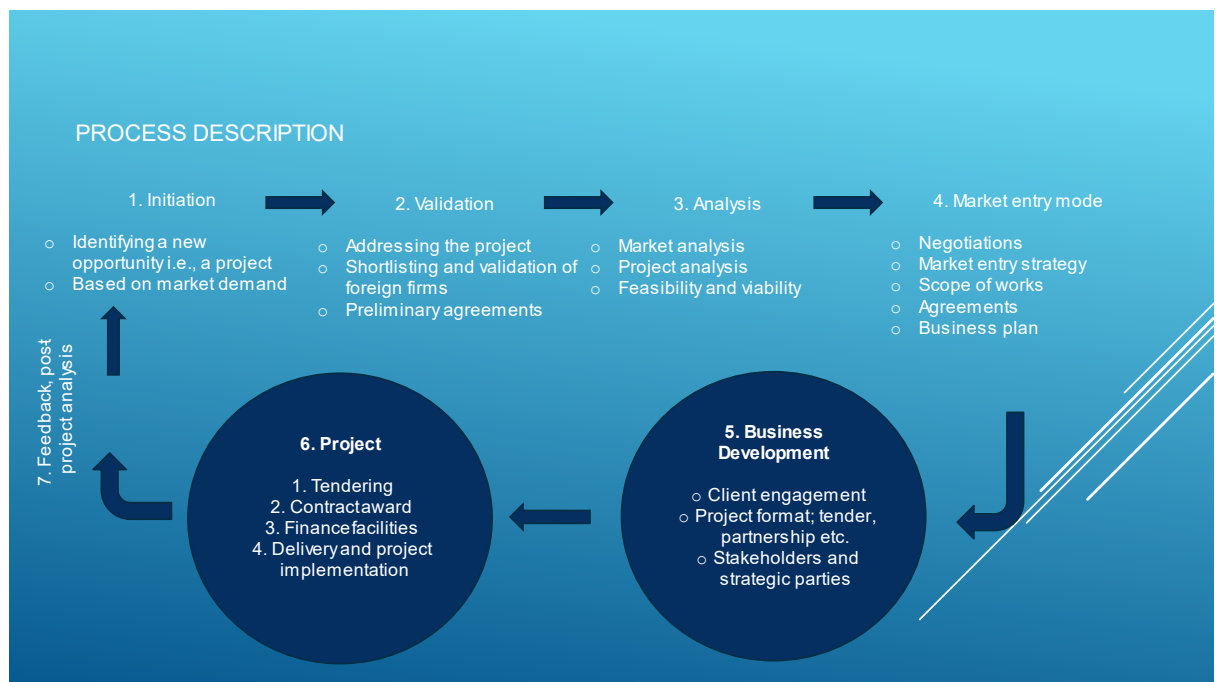 PROCESS DESCRIPTION
1. Initiation
o Identifying a new
opportunity i.e., a project
o Based on market demand
2. Validation
o Addressing the project
o Shortlisting and validation of
foreign firms
o Preliminary agreements
3. Analysis
o Market analysis
o Project analysis
o Feasibility and viability
4. Market entry mode
o Negotiations
o Market entry strategy
o Scope of works
o Agreements
o Business plan
5. Business
Development
o Client engagement
o Project format; tender,
partnership etc.
o Stakeholders and
strategic parties
6. Project
1. Tendering
2. Contract award
3. Finance facilities
4. Delivery and project
implementation
7. Feedback, post-
project analysis